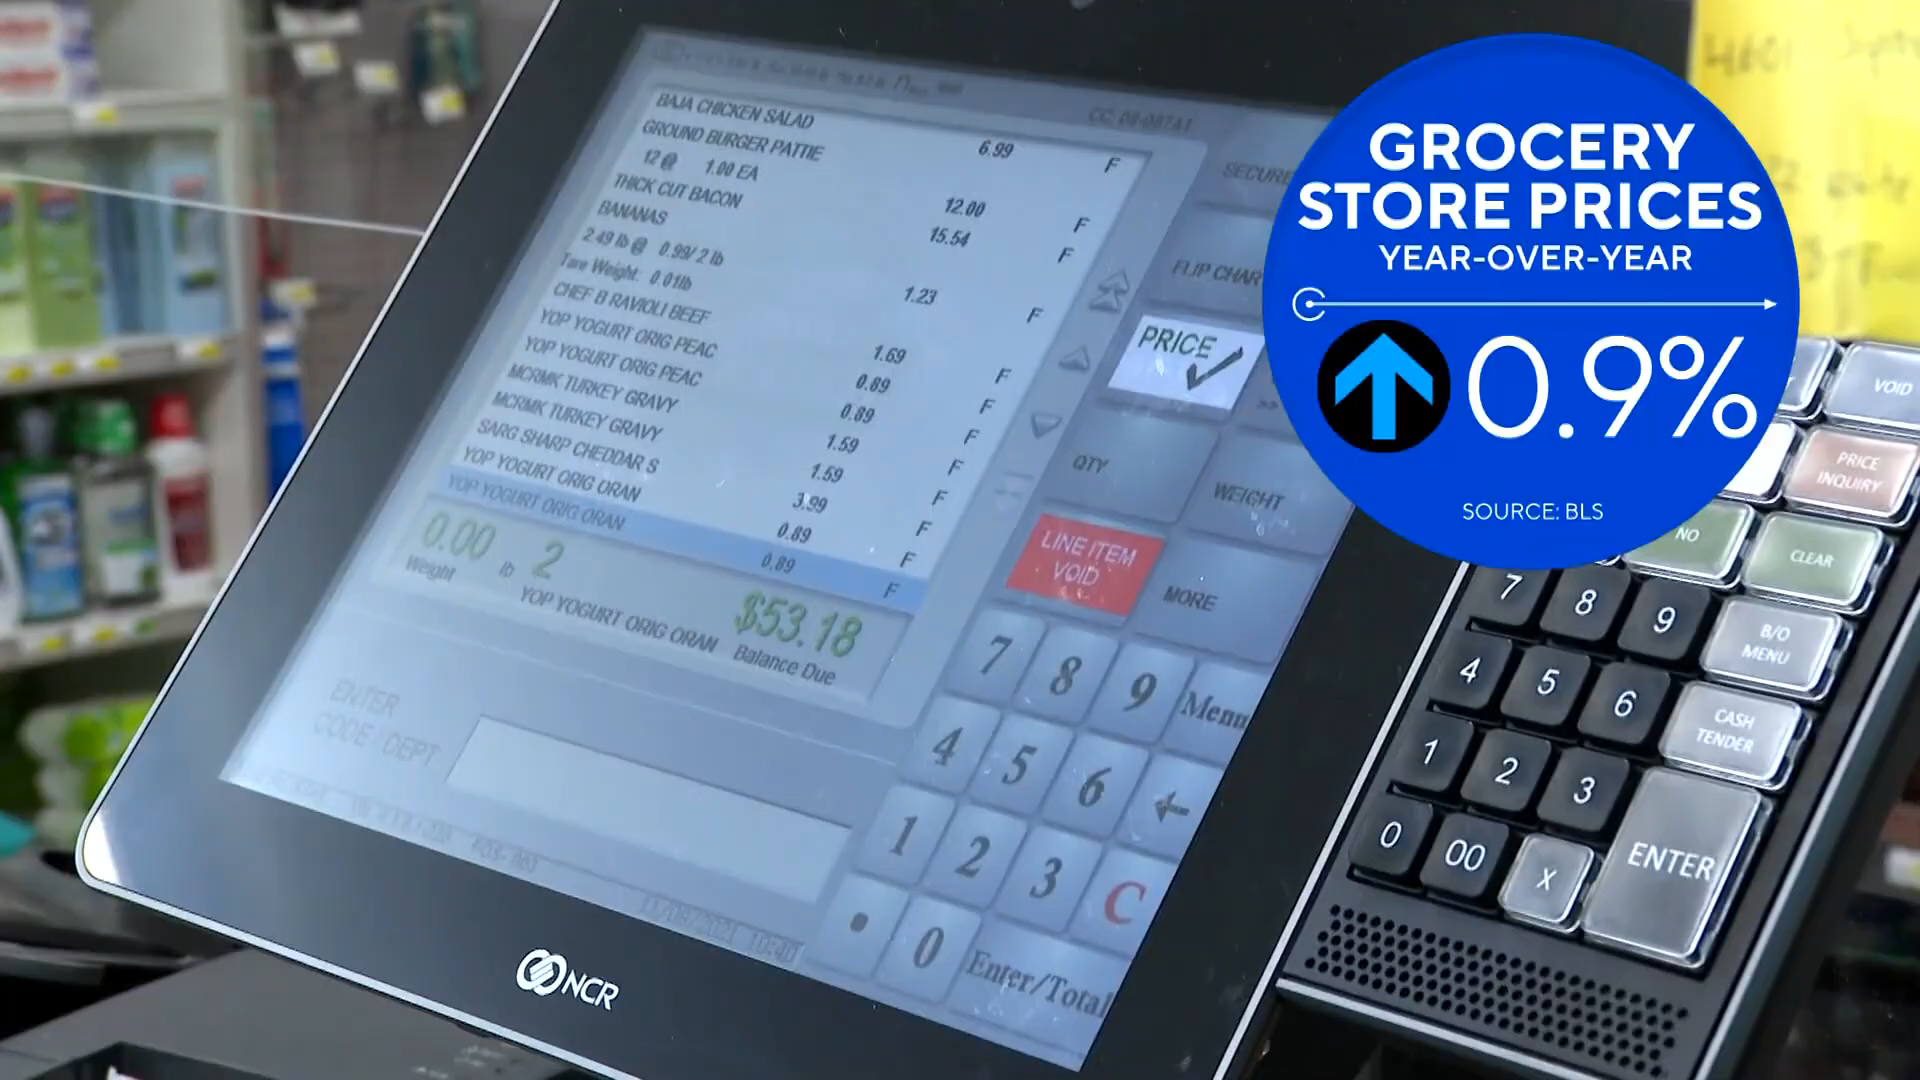 BAJA CHICKEN SALAD 6.99 F
GROUND BURGER PATTIE
12 @ 1.00 EA 12.00 F
THICK CUT BACON 15.54 F
BANANAS
2.49 lb @ 0.99/ 2 lb 1.23 F
Tare Weight: 0.01lb
CHEF B RAVIOLI BEEF 1.69 F
YOP YOGURT ORIG PEAC 0.89 F
YOP YOGURT ORIG PEAC 0.89 F
MCRMK TURKEY GRAVY 1.59 F
MCRMK TURKEY GRAVY 1.59 F
SARG SHARP CHEDDAR S 3.99 F
YOP YOGURT ORIG ORAN 0.89 F
YOP YOGURT ORIG ORAN 0.89 F
0.00 lb 2 $53.18
Weight YOP YOGURT ORIG ORAN Balance Due
ENTER
CODE / DEPT
SECURE
FLIP CHAR
PRICE
>>
QTY
WEIGHT
LINE ITEM
VOID
MORE
7 8 9 Menu
4 5 6 ←
1 2 3 C
. 0 Enter/Total
NCR
GROCERY
STORE PRICES
YEAR-OVER-YEAR
0.9%
SOURCE: BLS
VOID
PRICE
INQUIRY
NO
CLEAR
7 8 9
B/O
MENU
4 5 6
CASH
TENDER
1 2 3
0 00 X
ENTER